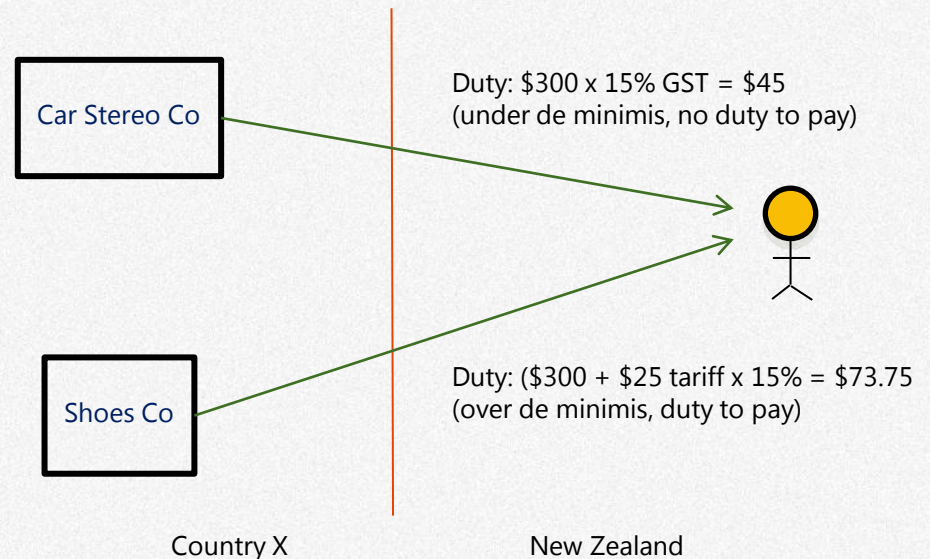 Car Stereo Co
Duty: $300 x 15% GST = $45
(under de minimis, no duty to pay)
Shoes Co
Duty: ($300 + $25 tariff x 15% = $73.75
(over de minimis, duty to pay)
Country X
New Zealand